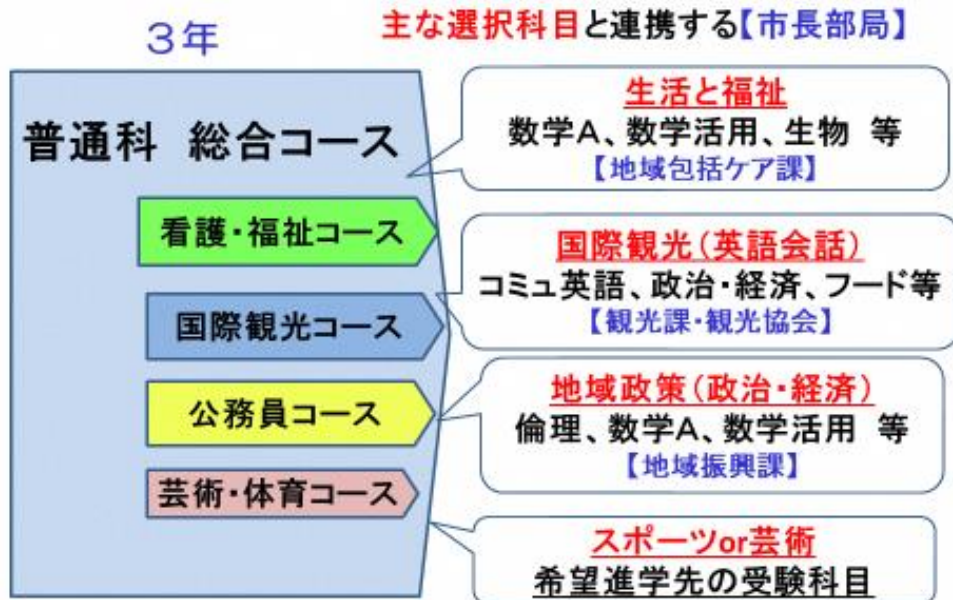 3年
主な選択科目と連携する【市長部局】
普通科 総合コース
看護・福祉コース
国際観光コース
公務員コース
芸術・体育コース
生活と福祉
数学A、数学活用、生物 等
【地域包括ケア課】
国際観光(英語会話)
コミュ英語、政治・経済、フード等
【観光課・観光協会】
地域政策(政治・経済)
倫理、数学A、数学活用 等
【地域振興課】
スポーツor芸術
希望進学先の受験科目